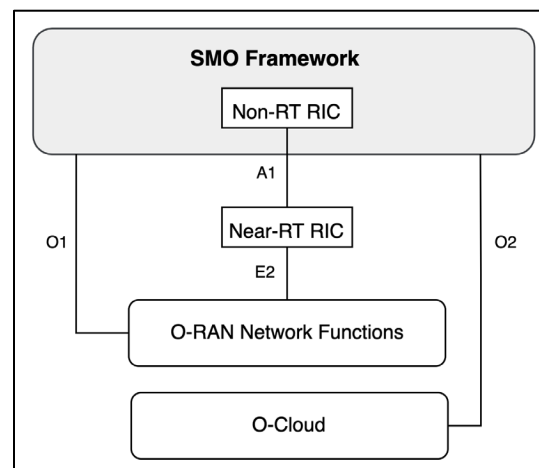 SMO Framework
Non-RT RIC
A1
Near-RT RIC
O1
O2
E2
O-RAN Network Functions
O-Cloud